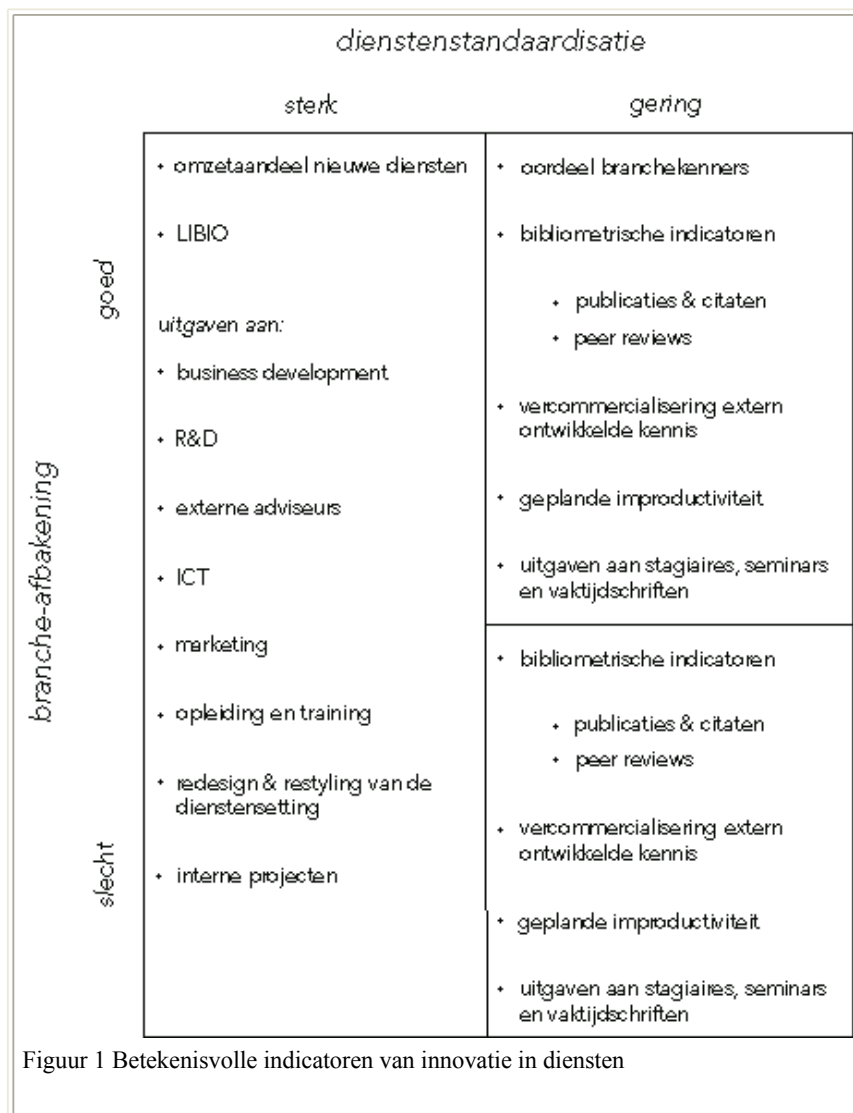 dienstenstandaardisatie
sterk
gering
branche-afbakening
goed
slecht
• omzetaandeel nieuwe diensten
• LIBIO
uitgaven aan:
• business development
• R&D
• externe adviseurs
• ICT
• marketing
• opleiding en training
• redesign & restyling van de
dienstensetting
• interne projecten
• oordeel branchekenners
• bibliometrische indicatoren
• publicaties & citaten
• peer reviews
• vercommercialisering extern
ontwikkelde kennis
• geplande improductiviteit
• uitgaven aan stagiaires, seminars
en vaktijdschriften
• bibliometrische indicatoren
• publicaties & citaten
• peer reviews
• vercommercialisering extern
ontwikkelde kennis
• geplande improductiviteit
• uitgaven aan stagiaires, seminars
en vaktijdschriften
Figuur 1 Betekenisvolle indicatoren van innovatie in diensten